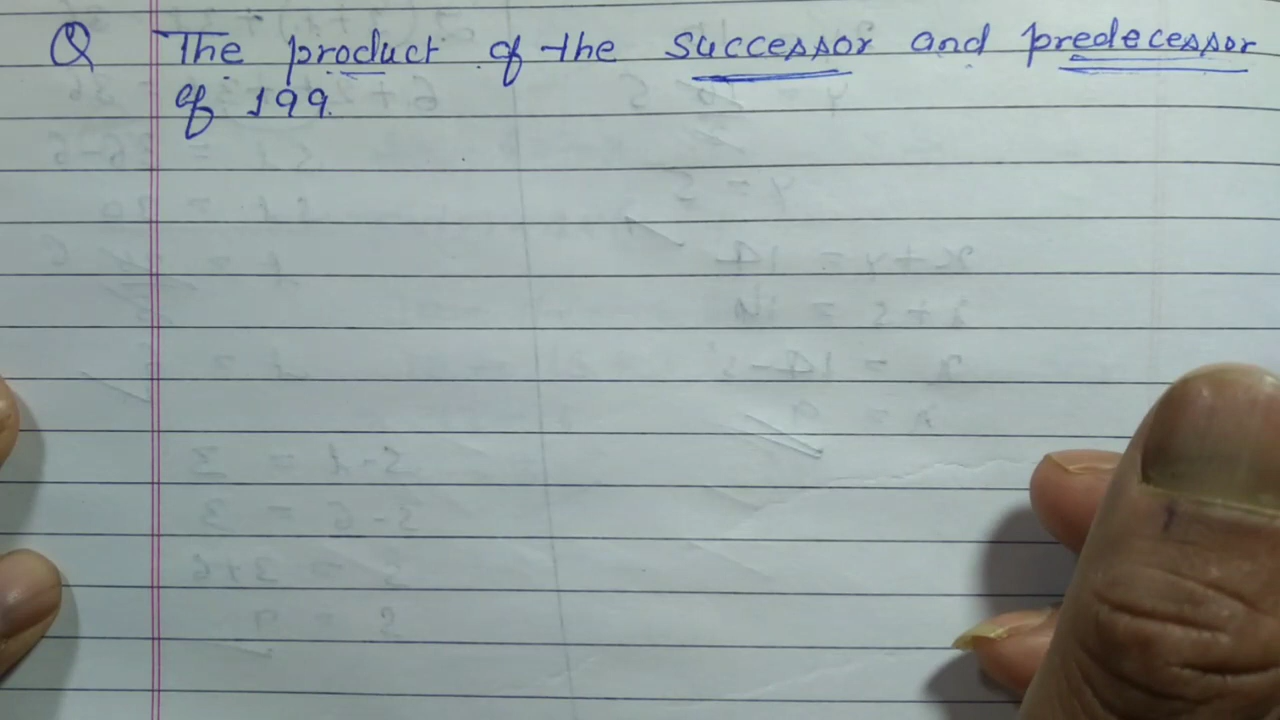 Q The product of the successor and predecessor
of 199.